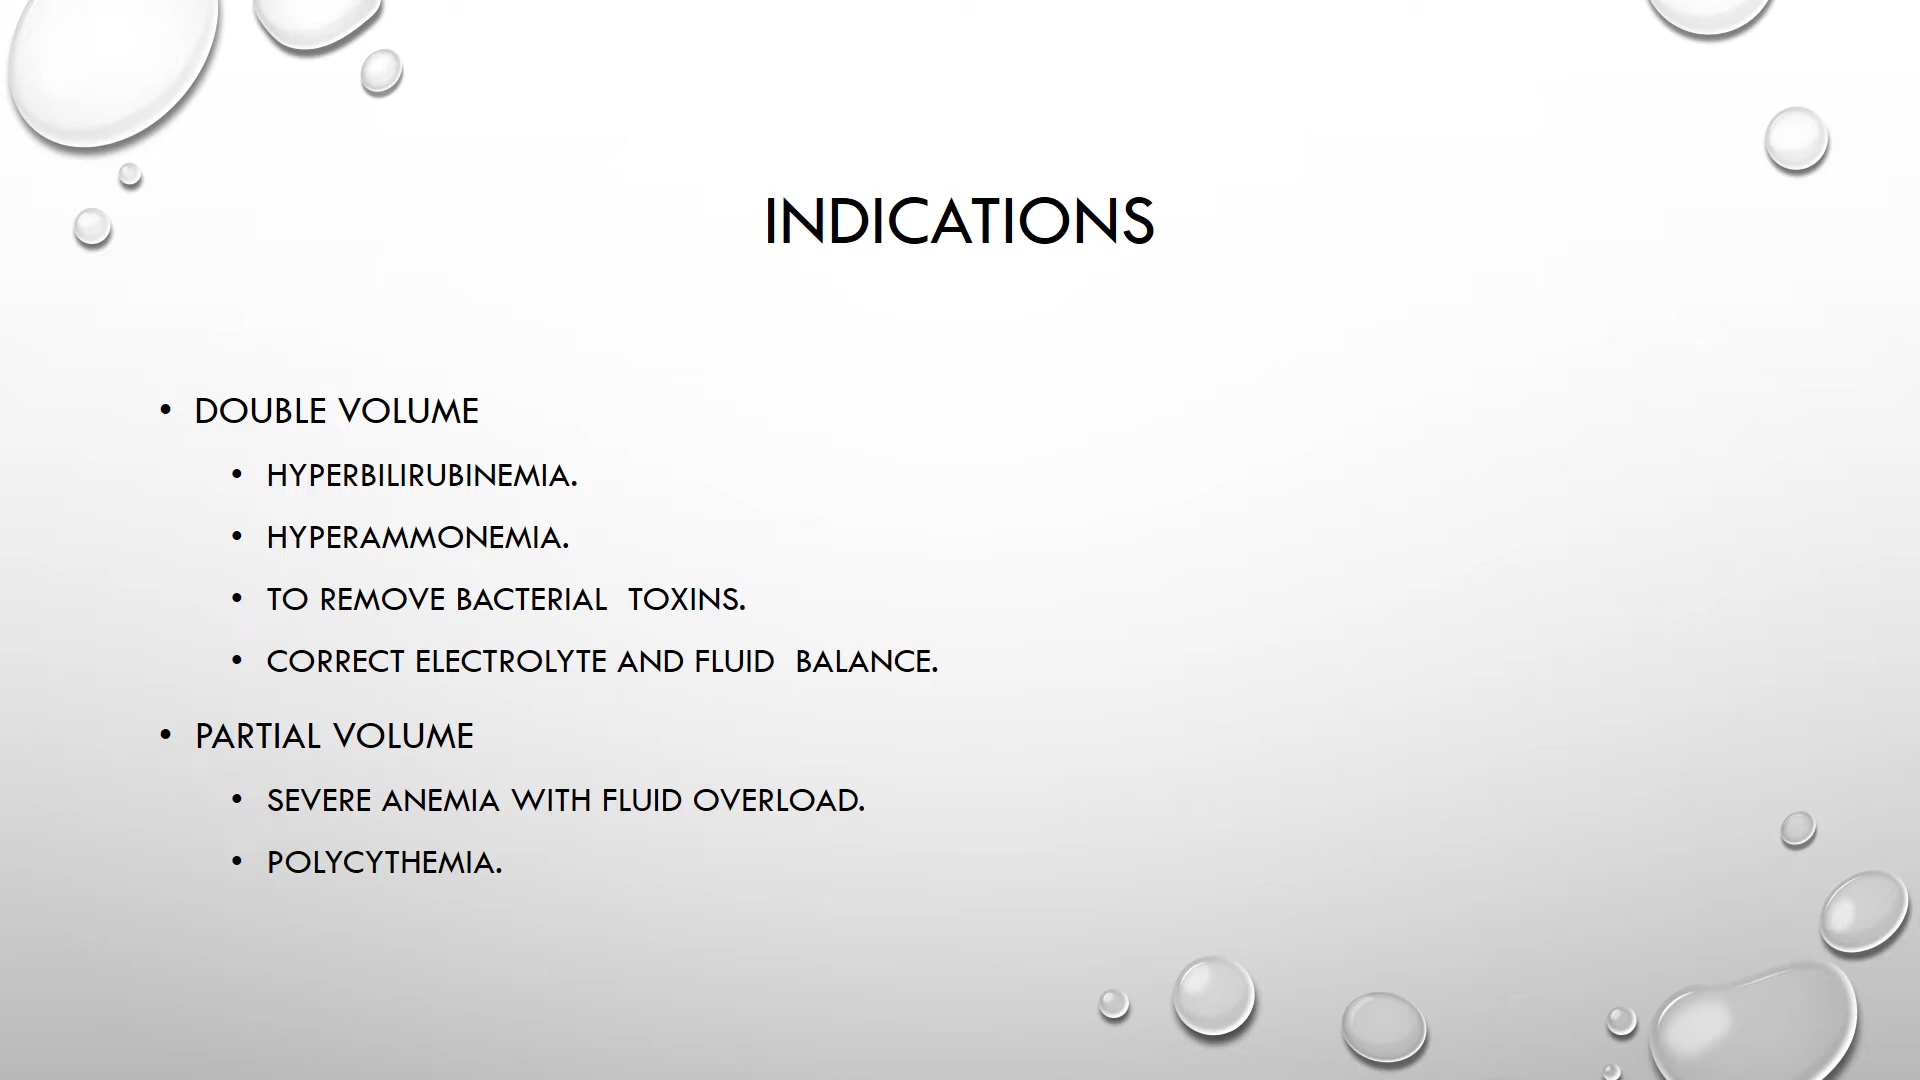 INDICATIONS
• DOUBLE VOLUME
• HYPERBILIRUBINEMIA.
• HYPERAMMONEMIA.
• TO REMOVE BACTERIAL  TOXINS.
• CORRECT ELECTROLYTE AND FLUID  BALANCE.
• PARTIAL VOLUME
• SEVERE ANEMIA WITH FLUID OVERLOAD.
• POLYCYTHEMIA.